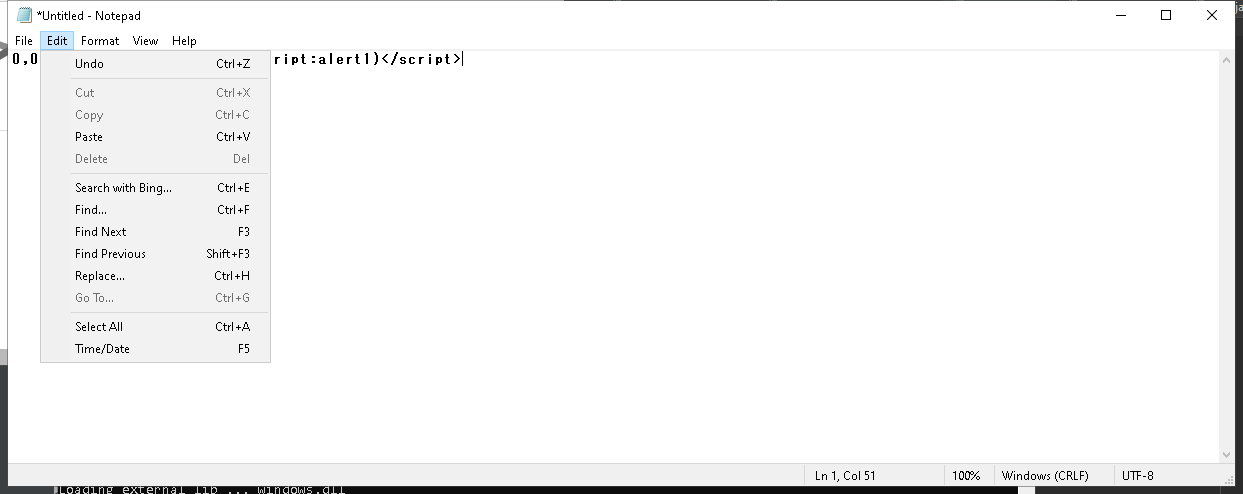 *Untitled - Notepad
File Edit Format View Help
0,0
ript:alert1)</script>
Undo Ctrl+Z
Cut Ctrl+X
Copy Ctrl+C
Paste Ctrl+V
Delete Del
Search with Bing... Ctrl+E
Find... Ctrl+F
Find Next F3
Find Previous Shift+F3
Replace... Ctrl+H
Go To... Ctrl+G
Select All Ctrl+A
Time/Date F5
Ln 1, Col 51 100% Windows (CRLF) UTF-8
Loading external lib ... windows.dll